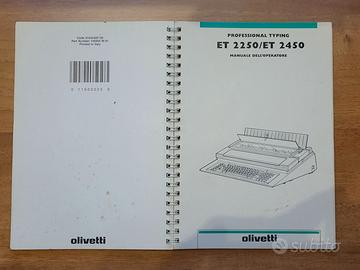 Printed in Italy
olivetti
PROFESSIONAL TYPING
ET 2250/ET 2450
MANUALE DELL'OPERATORE
olivetti
subito